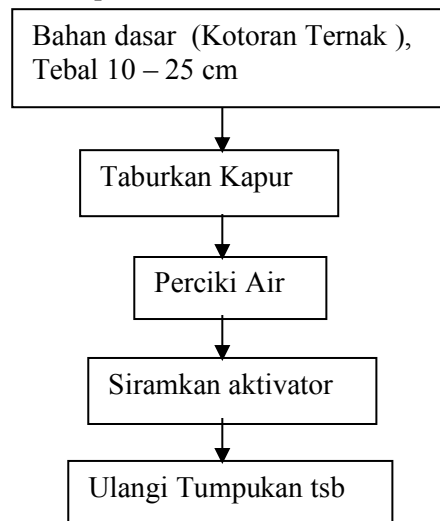 Bahan dasar (Kotoran Ternak ),
Tebal 10 – 25 cm
Taburkan Kapur
Perciki Air
Siramkan aktivator
Ulangi Tumpukan tsb